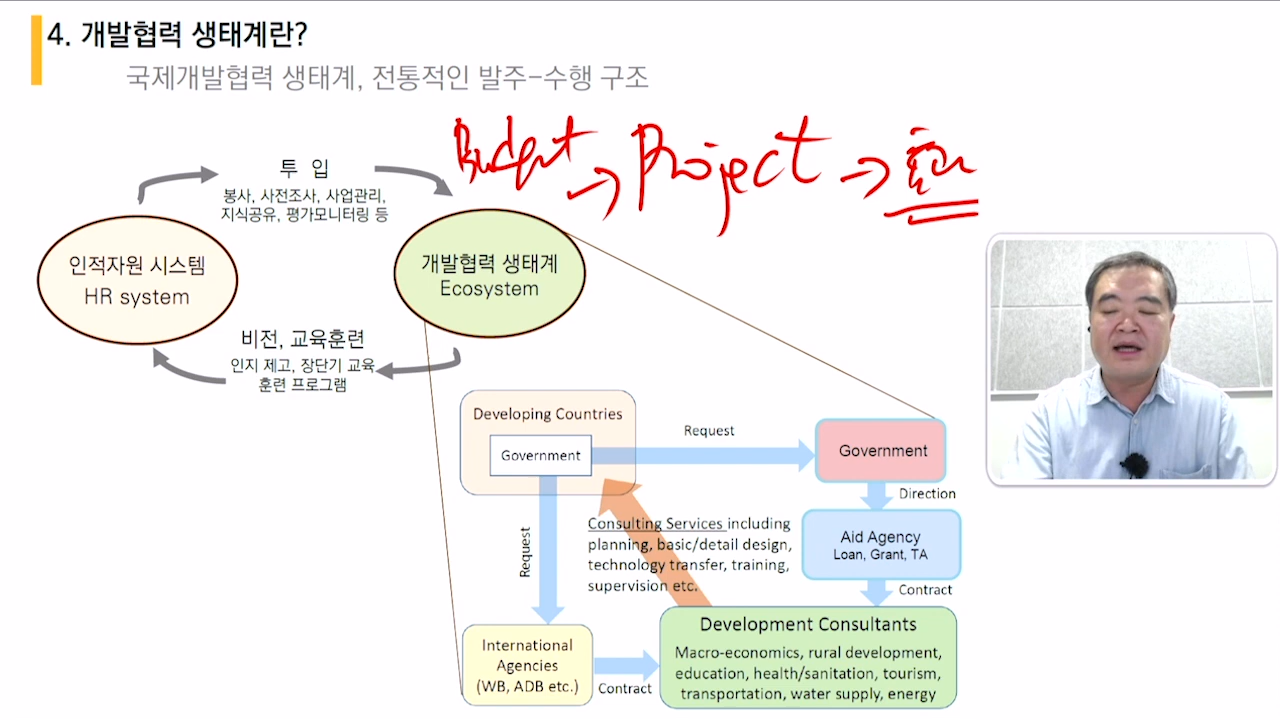 4. 개발협력 생태계란?
국제개발협력 생태계, 전통적인 발주-수행 구조
Budget → Project → 효과
투 입
봉사, 사전조사, 사업관리,
지식공유, 평가모니터링 등
인적자원 시스템
HR system
개발협력 생태계
Ecosystem
비전, 교육훈련
인지 제고, 장단기 교육
훈련 프로그램
Developing Countries
Government
Request
Government
Direction
Request
Consulting Services including
planning, basic/detail design,
technology transfer, training,
supervision etc.
Aid Agency
Loan, Grant, TA
Contract
International
Agencies
(WB, ADB etc.)
Contract
Development Consultants
Macro-economics, rural development,
education, health/sanitation, tourism,
transportation, water supply, energy